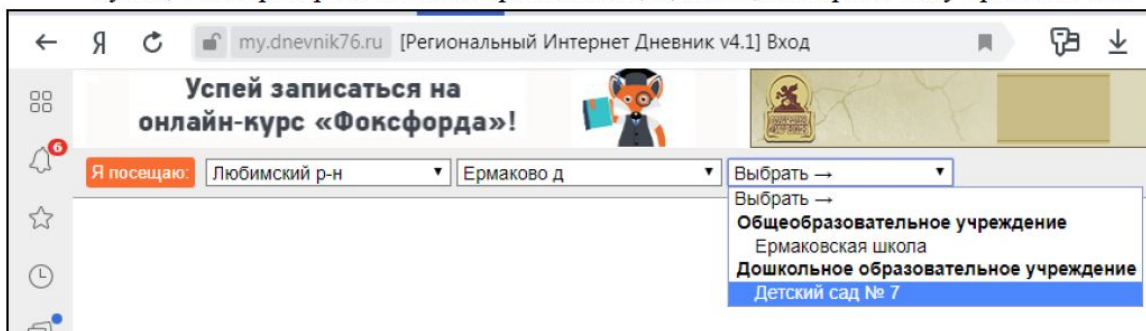 ← Я my.dnevnik76.ru [Региональный Интернет Дневник v4.1] Вход
Успей записаться на
онлайн-курс «Фоксфорда»!
6
Я посещаю: Любимский р-н ▼ Ермаково д ▼ Выбрать → ▼
Выбрать →
Общеобразовательное учреждение
Ермаковская школа
Дошкольное образовательное учреждение
Детский сад № 7